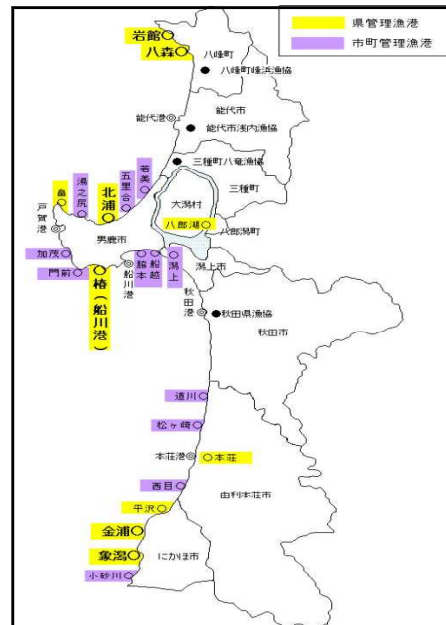 県管理漁港
市町管理漁港
岩館
八森
八峰町
八峰町峰浜漁協
能代市
能代港
能代市浅内漁協
三種町八竜漁協
三種町
若美
五里合
北浦
湯之尻
畠
戸賀港
男鹿市
大潟村
八郎湖
八郎潟町
加茂
門前
椿(船川港)
船川港
脇本
船越
潟上
潟上市
秋田港
秋田県漁協
秋田市
道川
松ヶ崎
本荘港
本荘
西目
由利本荘市
平沢
金浦
象潟
にかほ市
小砂川